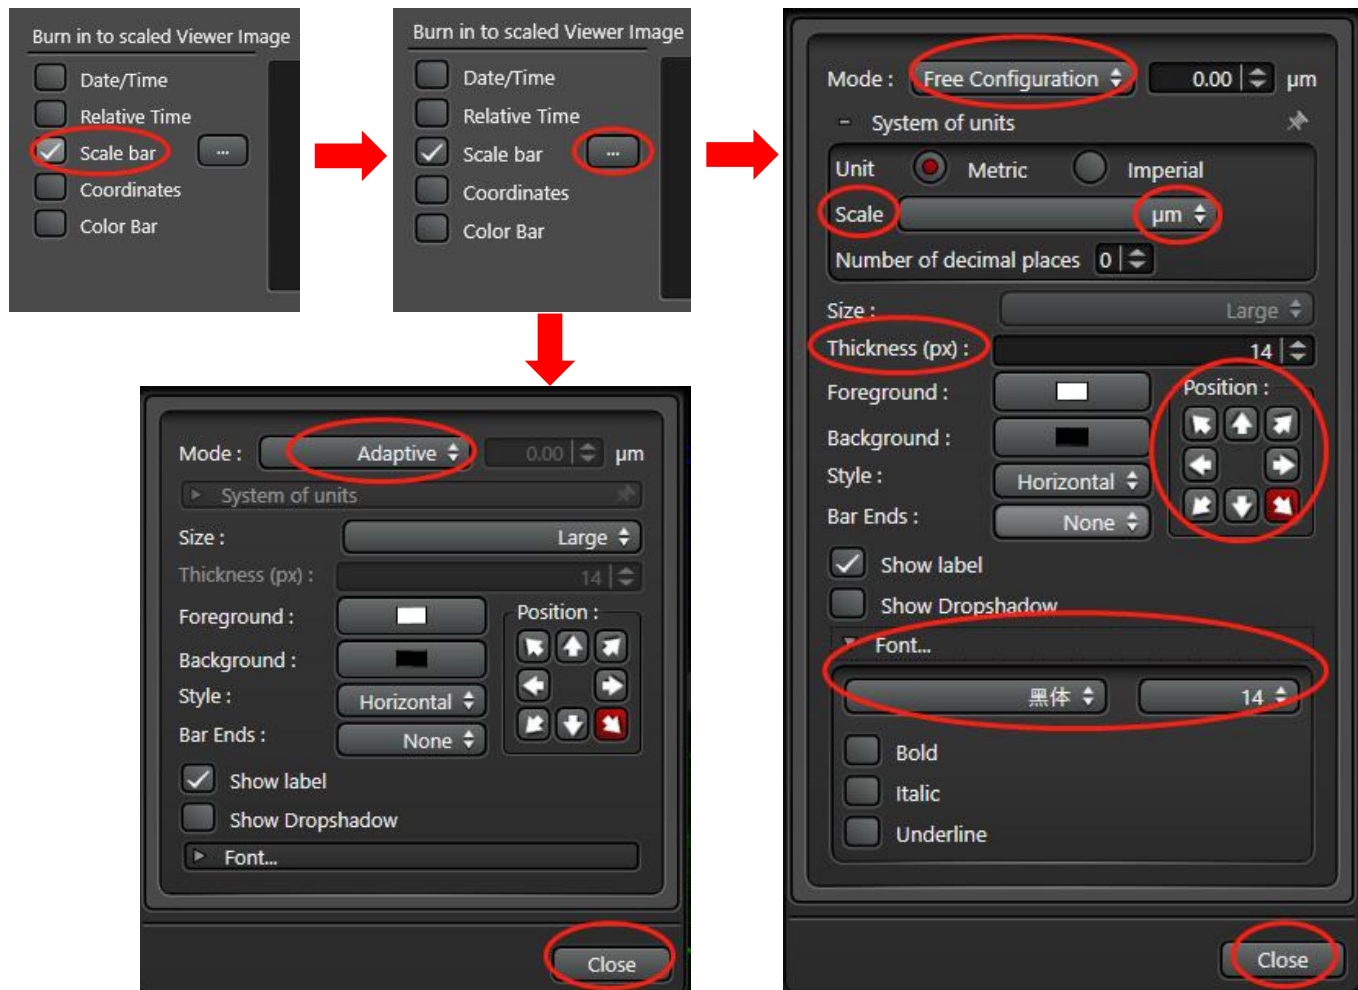 Burn in to scaled Viewer Image
Date/Time
Relative Time
Scale bar ...
Coordinates
Color Bar
Burn in to scaled Viewer Image
Date/Time
Relative Time
Scale bar ...
Coordinates
Color Bar
Mode : Adaptive 0.00 µm
System of units
Size : Large
Thickness (px) : 14
Foreground : Position :
Background :
Style : Horizontal
Bar Ends : None
Show label
Show Dropshadow
Font...
Close
Mode : Free Configuration 0.00 µm
- System of units
Unit Metric Imperial
Scale µm
Number of decimal places 0
Size : Large
Thickness (px) : 14
Foreground : Position :
Background :
Style : Horizontal
Bar Ends : None
Show label
Show Dropshadow
Font...
黑体 14
Bold
Italic
Underline
Close